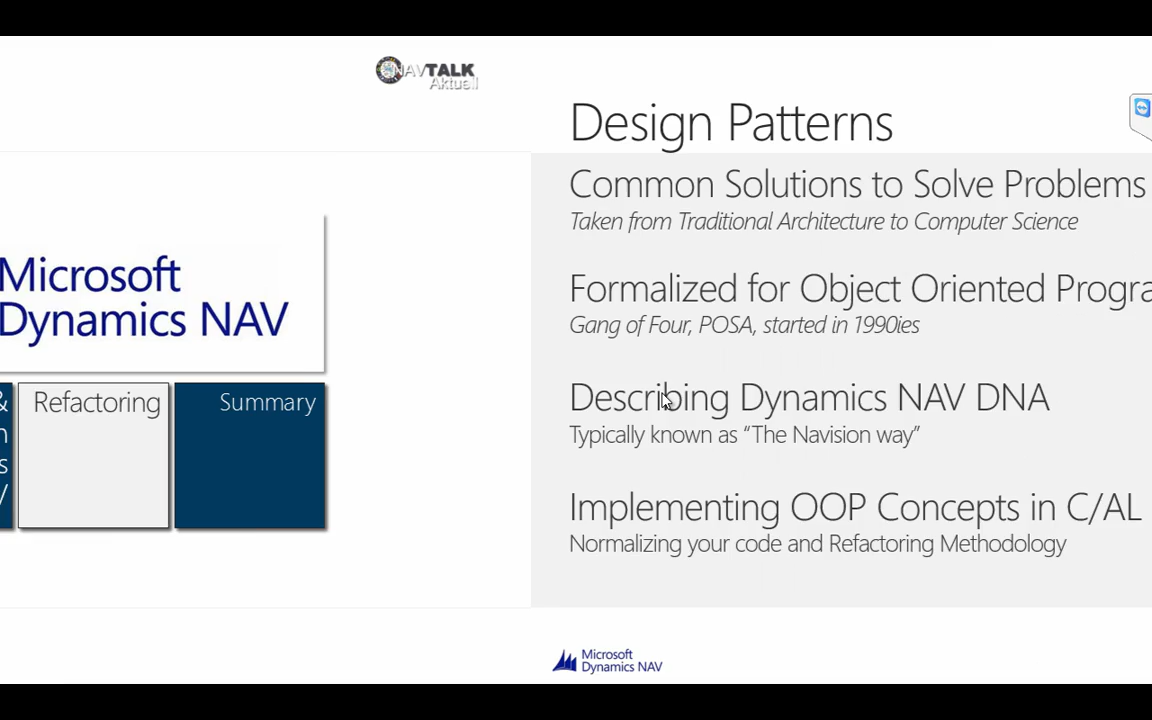 NAVTALK
Aktuell
Microsoft
Dynamics NAV
&
n
s
/
Refactoring
Summary
Design Patterns
Common Solutions to Solve Problems
Taken from Traditional Architecture to Computer Science
Formalized for Object Oriented Progra
Gang of Four, POSA, started in 1990ies
Describing Dynamics NAV DNA
Typically known as “The Navision way”
Implementing OOP Concepts in C/AL
Normalizing your code and Refactoring Methodology
Microsoft
Dynamics NAV